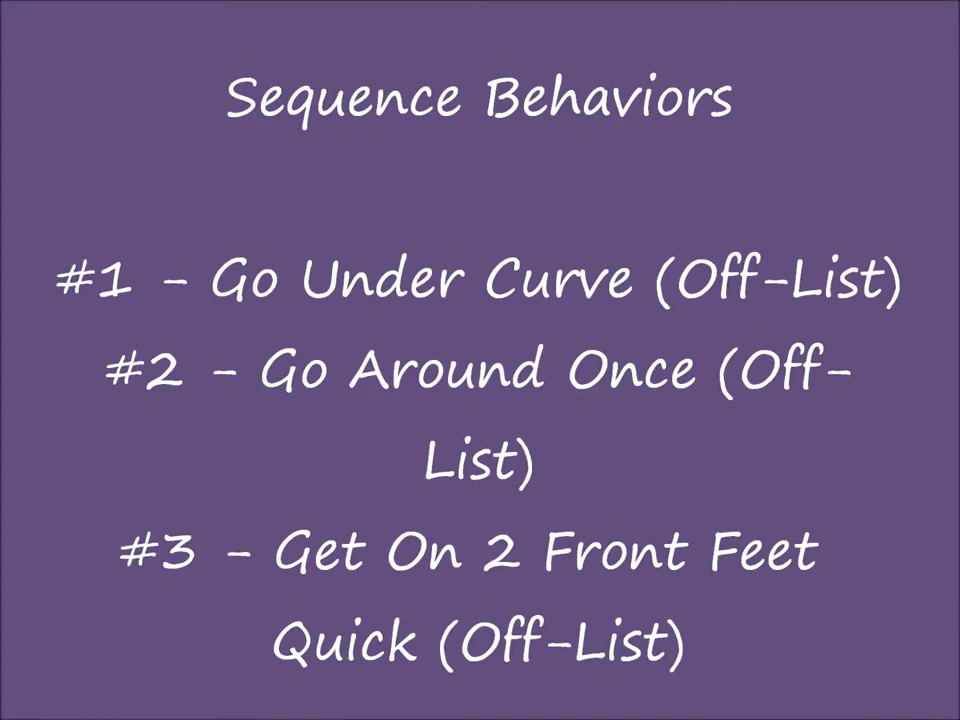 Sequence Behaviors
#1 - Go Under Curve (Off-List)
#2 - Go Around Once (Off-
List)
#3 - Get On 2 Front Feet
Quick (Off-List)